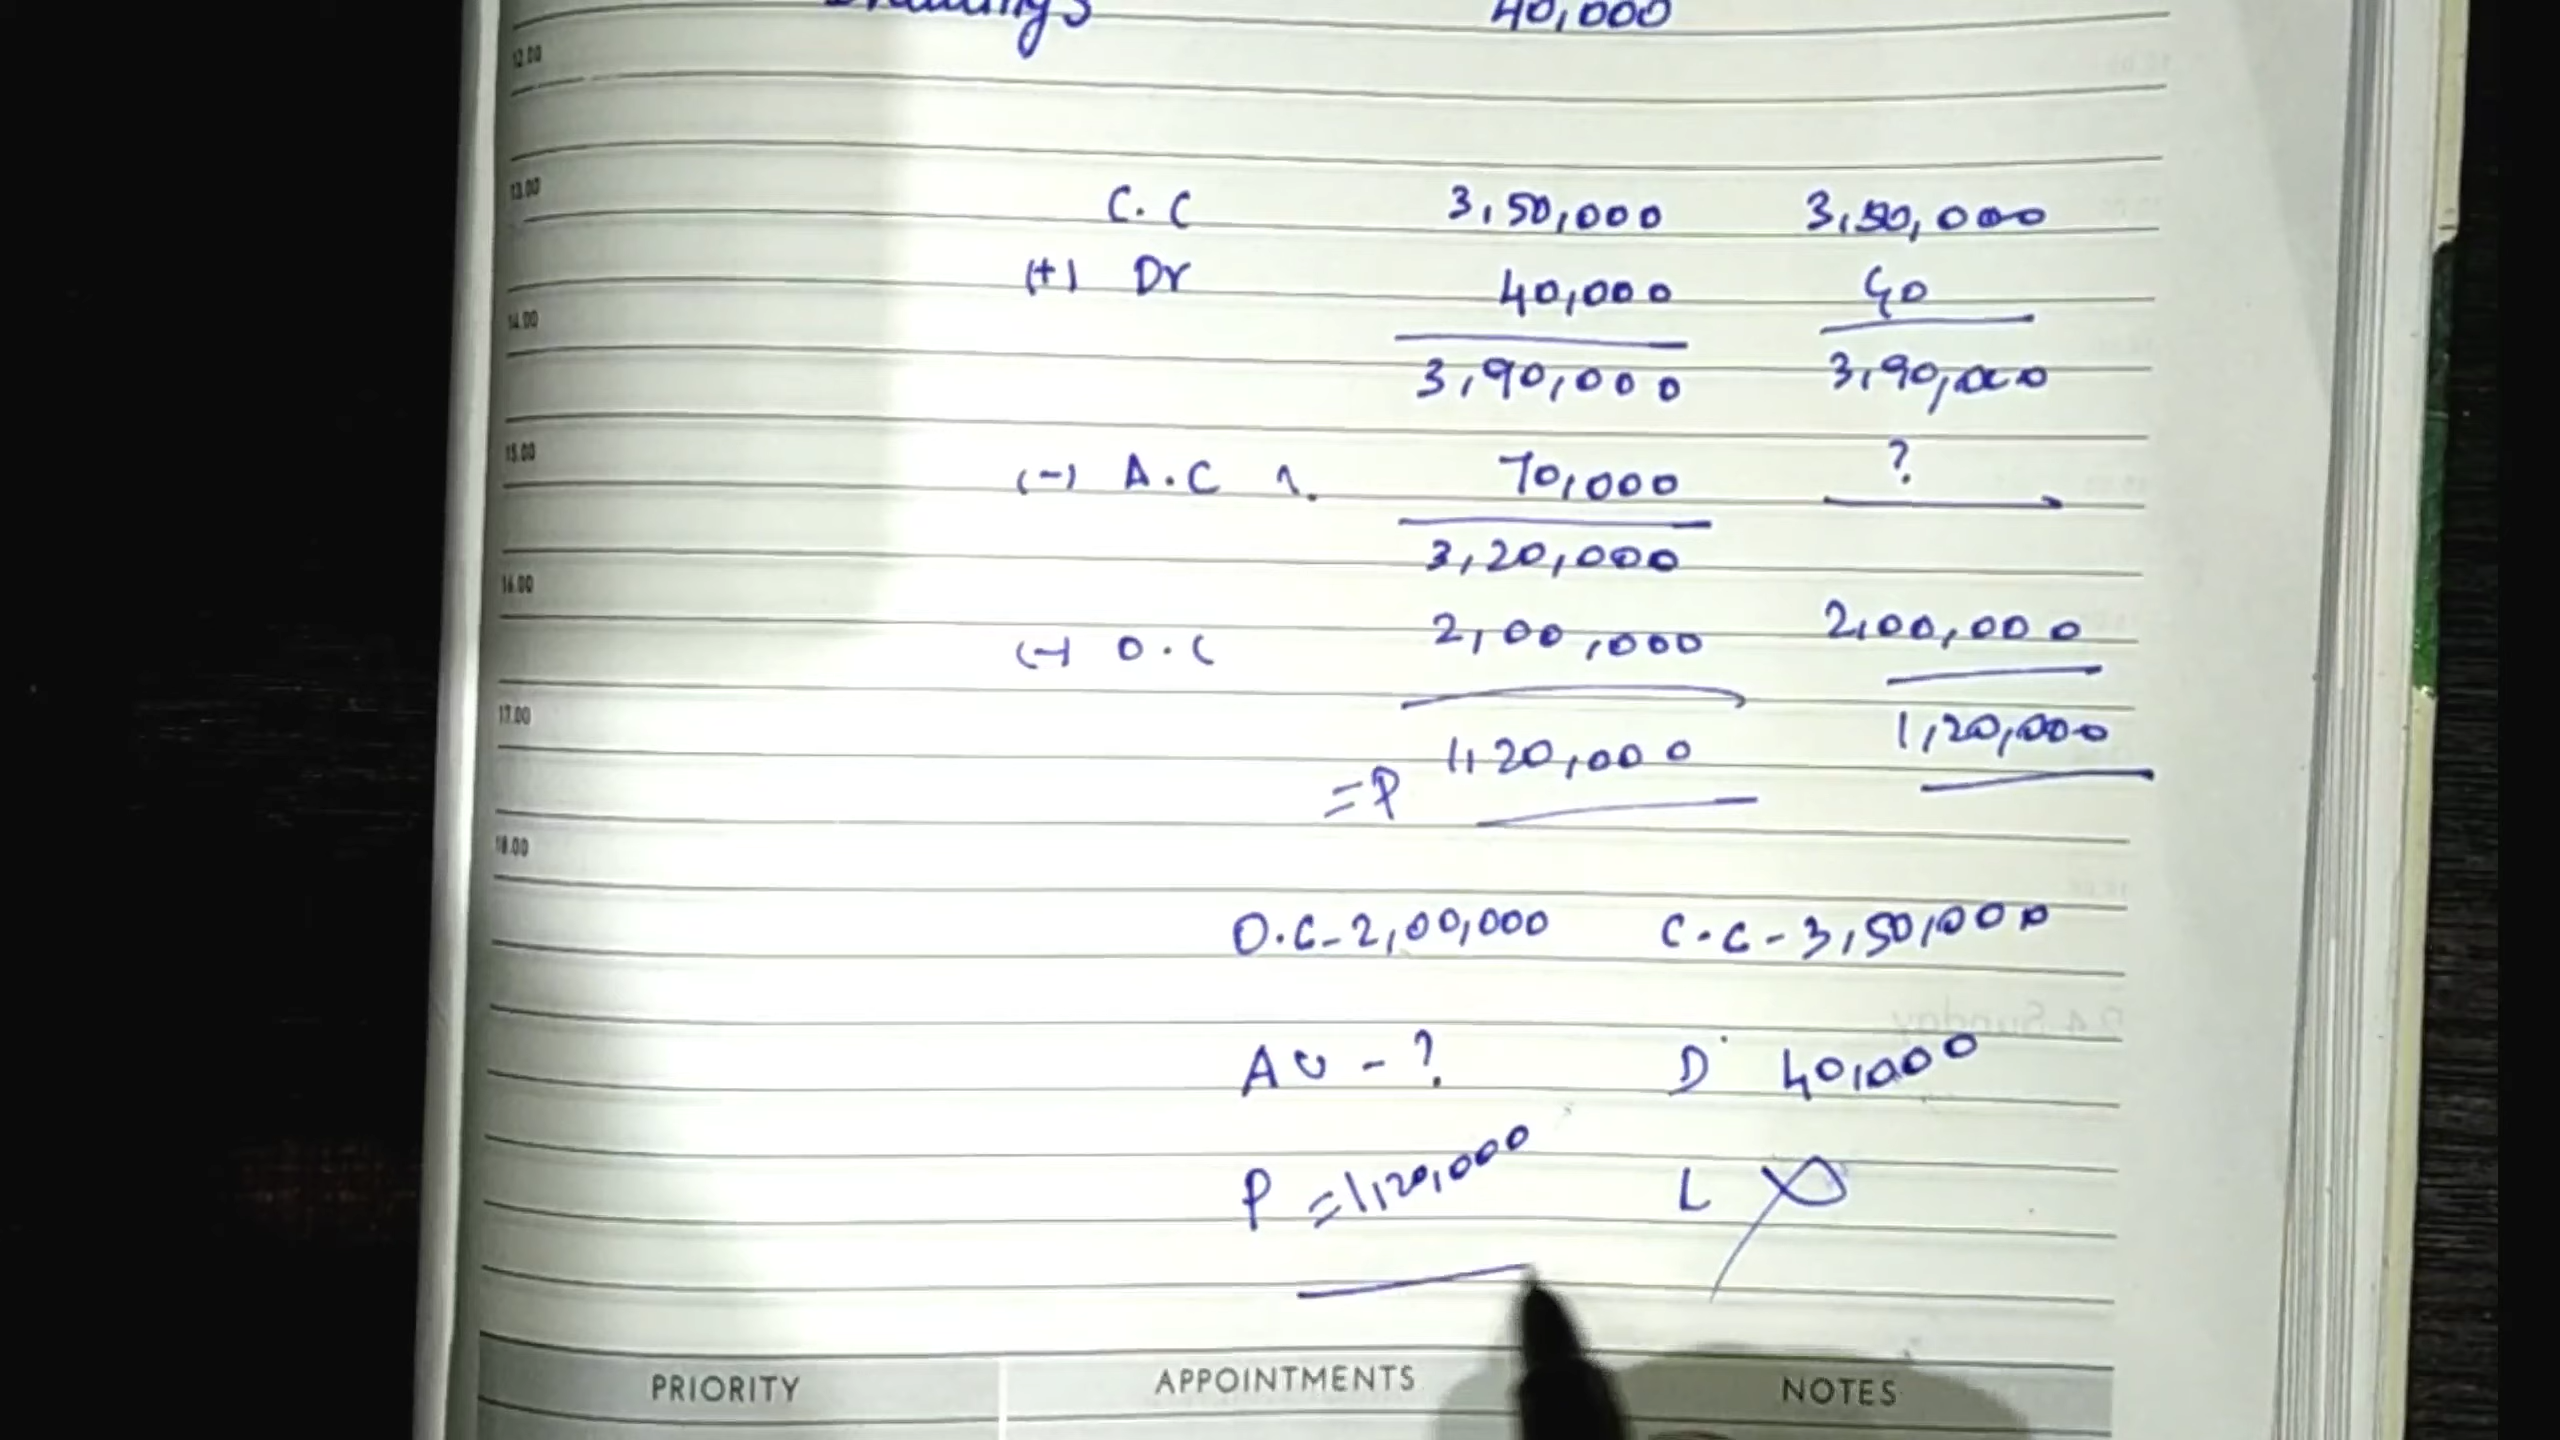 Drawings 40,000
12.00
13.00
C. C 3,50,000 3,50,000
(+) Dr 40,000 40
14.00
3,90,000 3,90,000
15.00
(-) A.C 70,000 ?
3,20,000
16.00
(-) O.C 2,00,000 2,00,000
17.00
=P 1,20,000 1,20,000
18.00
O.C-2,00,000 C.C-3,50,000
24 Sunday
AC - ? D 40,000
P =1,20,000 L
PRIORITY APPOINTMENTS NOTES